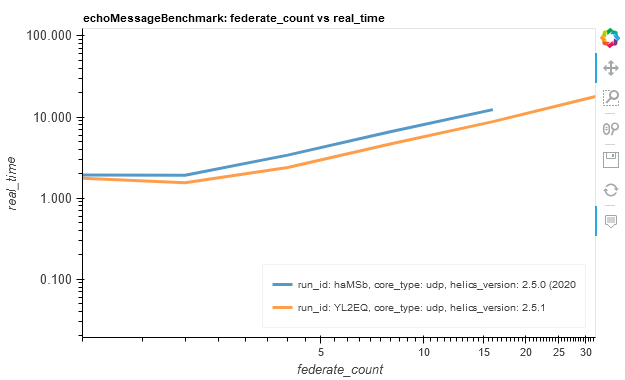 echoMessageBenchmark: federate_count vs real_time
100.000
10.000
1.000
0.100
real_time
run_id: haMSb, core_type: udp, helics_version: 2.5.0 (2020
run_id: YL2EQ, core_type: udp, helics_version: 2.5.1
5
10
15
20
25
30
federate_count